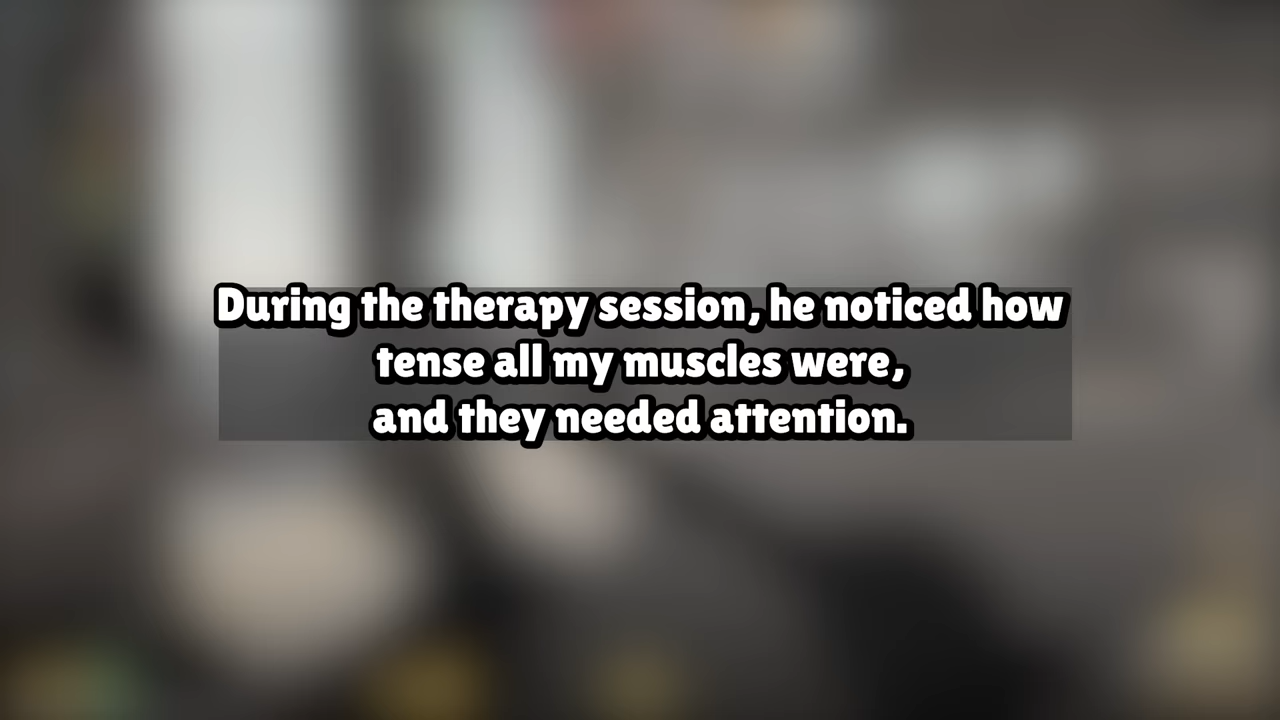 During the therapy session, he noticed how
tense all my muscles were,
and they needed attention.